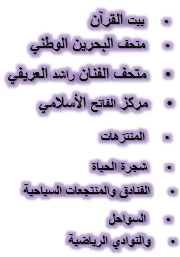 • بيت القرآن
• متحف البحرين الوطني
• متحف الفنان راشد العريفي
• مركز الفاتح الأسلامي
• المنتزهات
• شجرة الحياة
• الفنادق والمنتجعات السياحية
• السواحل
• والنوادي الرياضية